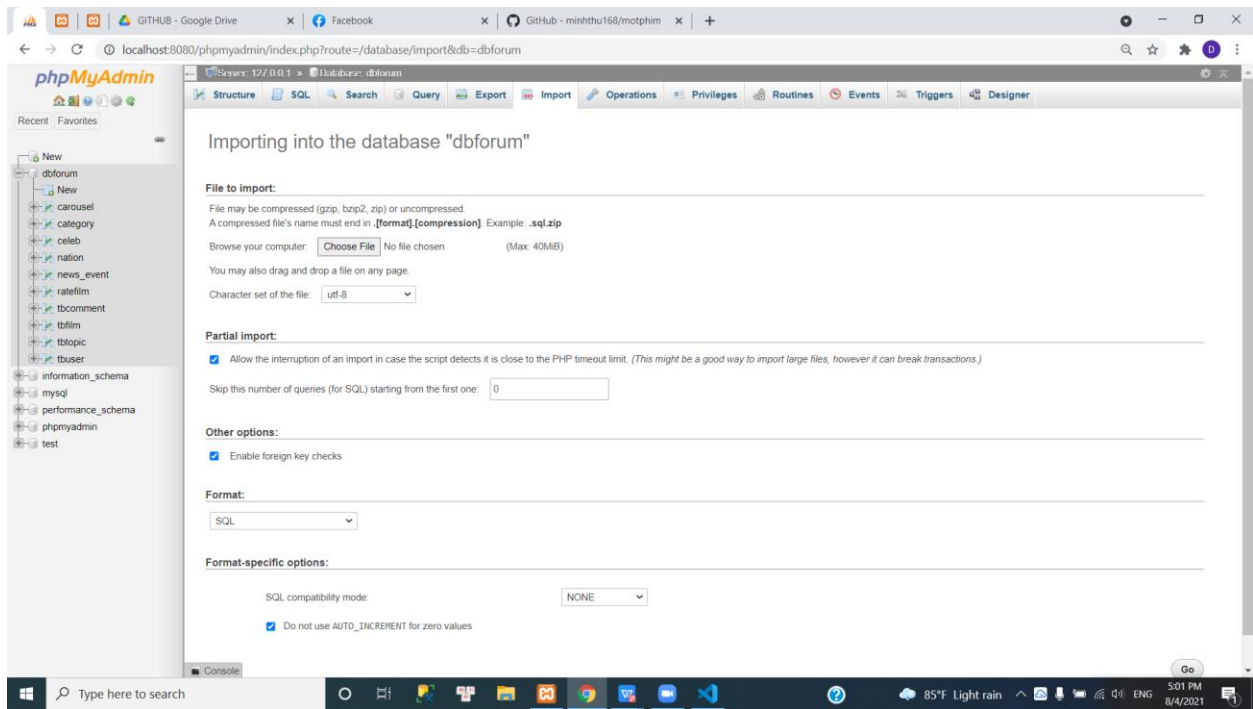 GITHUB - Google Drive
Facebook
GitHub - minhthu168/motphim
localhost:8080/phpmyadmin/index.php?route=/database/import&db=dbforum
D
phpMyAdmin
Recent Favorites
New
dbforum
New
carousel
category
celeb
nation
news_event
ratefilm
tbcomment
tbfilm
tbtopic
tbuser
information_schema
mysql
performance_schema
phpmyadmin
test
Server: 127.0.0.1 » Database: dbforum
Structure SQL Search Query Export Import Operations Privileges Routines Events Triggers Designer
Importing into the database "dbforum"
File to import:
File may be compressed (gzip, bzip2, zip) or uncompressed.
A compressed file's name must end in .[format].[compression]. Example: .sql.zip
Browse your computer: Choose File No file chosen (Max: 40MiB)
You may also drag and drop a file on any page.
Character set of the file: utf-8
Partial import:
Allow the interruption of an import in case the script detects it is close to the PHP timeout limit. (This might be a good way to import large files, however it can break transactions.)
Skip this number of queries (for SQL) starting from the first one: 0
Other options:
Enable foreign key checks
Format:
SQL
Format-specific options:
SQL compatibility mode: NONE
Do not use AUTO_INCREMENT for zero values
Console
Go
Type here to search
85°F Light rain
ENG
5:01 PM
8/4/2021
1